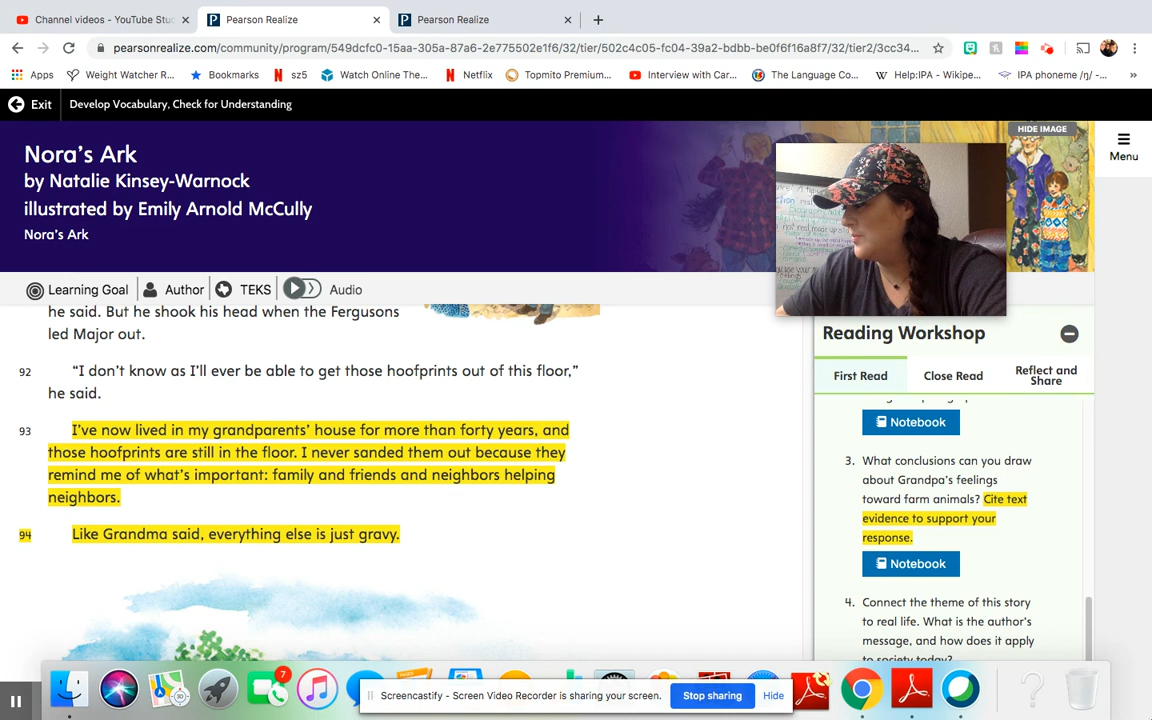 Channel videos - YouTube Stu
Pearson Realize
Pearson Realize
pearsonrealize.com/community/program/549dcfc0-15aa-305a-87a6-2e775502e1f6/32/tier/502c4c05-fc04-39a2-bdbb-be0f6f16a8f7/32/tier2/3cc34...
Apps
Weight Watcher R...
Bookmarks
sz5
Watch Online The...
Netflix
Topmito Premium...
Interview with Car...
The Language Co...
Help:IPA - Wikipe...
IPA phoneme /ŋ/ -...
»
Exit
Develop Vocabulary, Check for Understanding
Nora's Ark
by Natalie Kinsey-Warnock
illustrated by Emily Arnold McCully
Nora's Ark
HIDE IMAGE
Menu
Learning Goal
Author
TEKS
Audio
he said. But he shook his head when the Fergusons
led Major out.
92 “I don’t know as I’ll ever be able to get those hoofprints out of this floor,”
he said.
93 I’ve now lived in my grandparents’ house for more than forty years, and
those hoofprints are still in the floor. I never sanded them out because they
remind me of what’s important: family and friends and neighbors helping
neighbors.
94 Like Grandma said, everything else is just gravy.
Reading Workshop
First Read
Close Read
Reflect and
Share
Notebook
3. What conclusions can you draw
about Grandpa’s feelings
toward farm animals? Cite text
evidence to support your
response.
Notebook
4. Connect the theme of this story
to real life. What is the author’s
message, and how does it apply
to society today?
7
Screencastify - Screen Video Recorder is sharing your screen.
Stop sharing
Hide